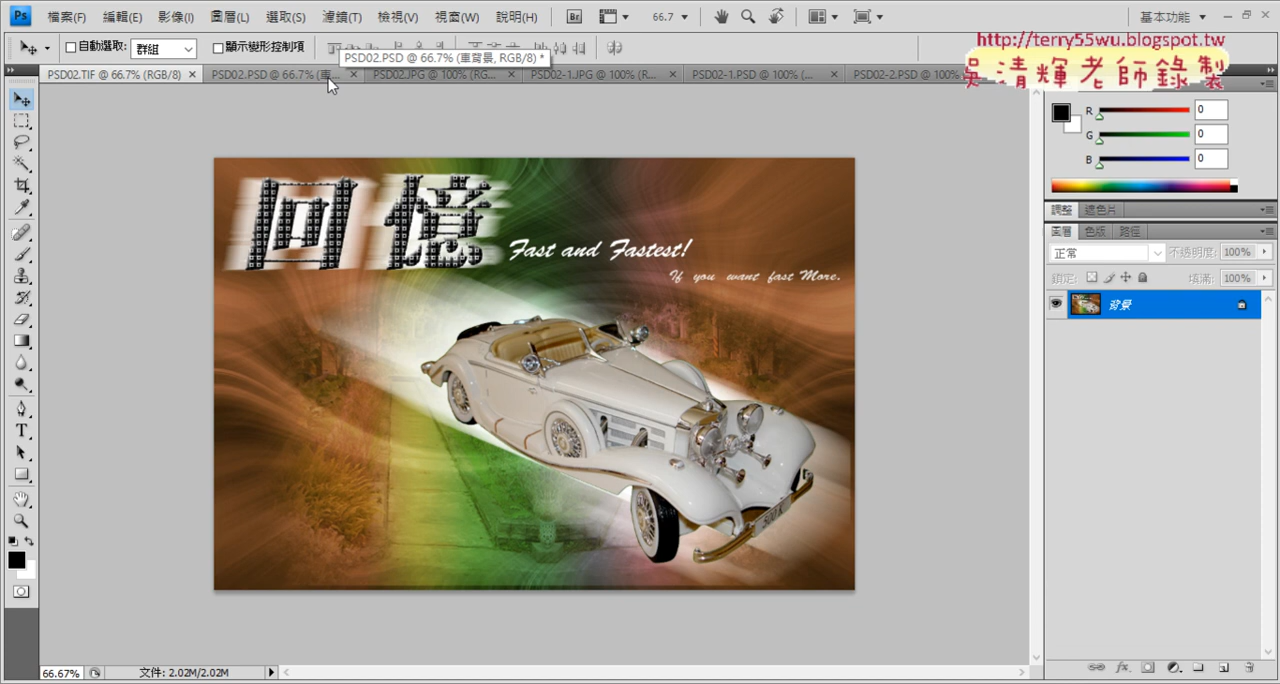 Ps
檔案(F) 編輯(E) 影像(I) 圖層(L) 選取(S) 濾鏡(T) 檢視(V) 視窗(W) 說明(H) Br 66.7 基本功能
自動選取: 群組 顯示變形控制項
http://terry55wu.blogspot.tw
吳清輝老師錄製
PSD02.PSD @ 66.7% (車背景, RGB/8) *
PSD02.TIF @ 66.7% (RGB/8) PSD02.PSD @ 66.7% (車... PSD02.JPG @ 100% (RG... PSD02-1.JPG @ 100% (R... PSD02-1.PSD @ 100% (... PSD02-2.PSD @ 100%
R 0
G 0
B 0
調整 遮色片
圖層 色版 路徑
正常 不透明度: 100%
鎖定: 填滿: 100%
背景
回憶
Fast and Fastest!
If you want fast More.
66.67% 文件: 2.02M/2.02M